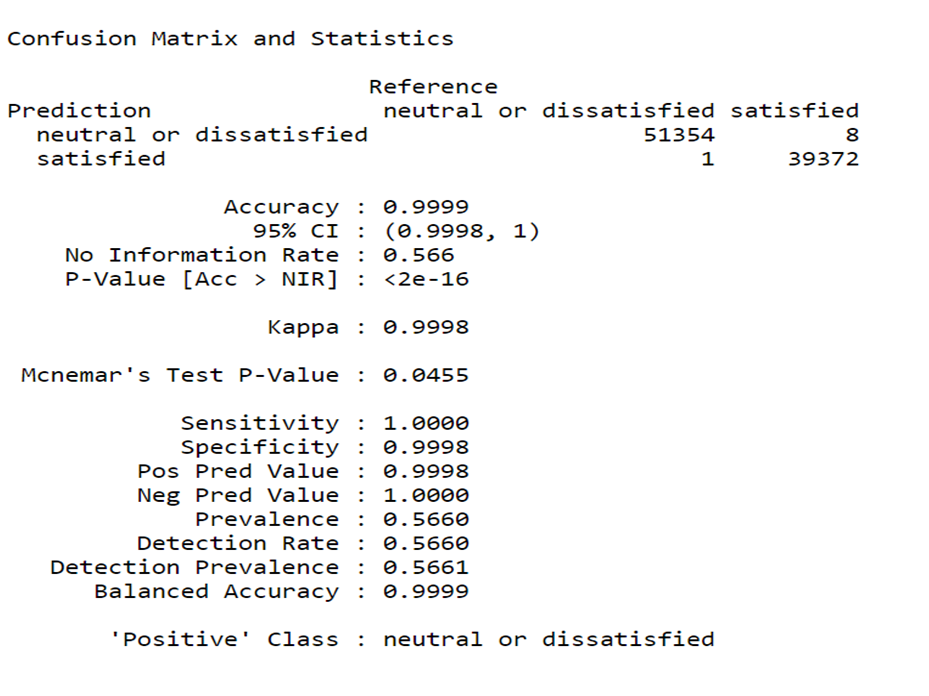 Confusion Matrix and Statistics
Reference
Prediction neutral or dissatisfied satisfied
neutral or dissatisfied 51354 8
satisfied 1 39372
Accuracy : 0.9999
95% CI : (0.9998, 1)
No Information Rate : 0.566
P-Value [Acc > NIR] : <2e-16
Kappa : 0.9998
Mcnemar's Test P-Value : 0.0455
Sensitivity : 1.0000
Specificity : 0.9998
Pos Pred Value : 0.9998
Neg Pred Value : 1.0000
Prevalence : 0.5660
Detection Rate : 0.5660
Detection Prevalence : 0.5661
Balanced Accuracy : 0.9999
'Positive' Class : neutral or dissatisfied